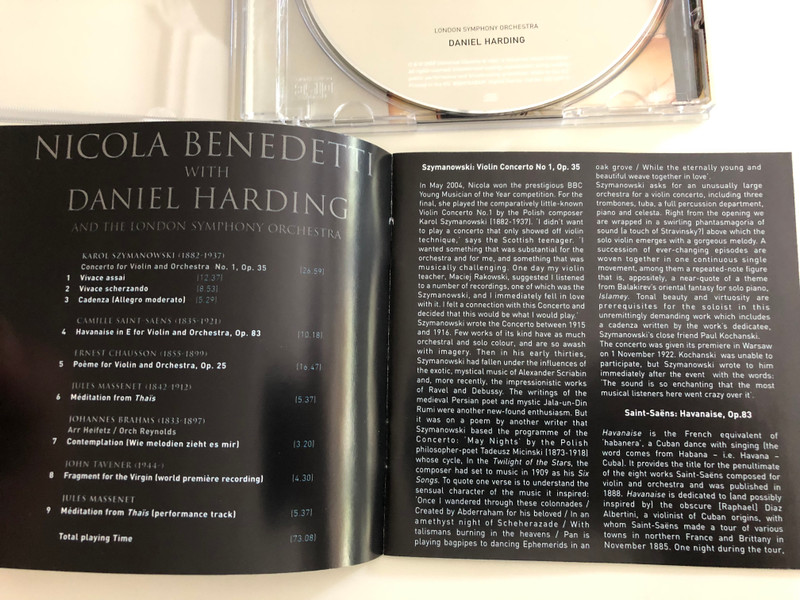 LONDON SYMPHONY ORCHESTRA
DANIEL HARDING
NICOLA BENEDETTI
WITH
DANIEL HARDING
AND THE LONDON SYMPHONY ORCHESTRA
KAROL SZYMANOWSKI (1882-1937)
Concerto for Violin and Orchestra No. 1, Op. 35 (26.59)
1 Vivace assai (12.37)
2 Vivace scherzando (8.53)
3 Cadenza (Allegro moderato) (5.29)
CAMILLE SAINT-SAËNS (1835-1921)
4 Havanaise in E for Violin and Orchestra, Op. 83 (10.18)
ERNEST CHAUSSON (1855-1899)
5 Poème for Violin and Orchestra, Op. 25 (16.47)
JULES MASSENET (1842-1912)
6 Méditation from Thaïs (5.37)
JOHANNES BRAHMS (1833-1897)
Arr Heifetz / Orch Reynolds
7 Contemplation (Wie melodien zieht es mir) (3.20)
JOHN TAVENER (1944-)
8 Fragment for the Virgin (world première recording) (4.30)
JULES MASSENET
9 Méditation from Thaïs (performance track) (5.37)
Total playing Time (73.08)
Szymanowski: Violin Concerto No 1, Op. 35
In May 2004, Nicola won the prestigious BBC
Young Musician of the Year competition. For the
final, she played the comparatively little-known
Violin Concerto No.1 by the Polish composer
Karol Szymanowski (1882-1937). 'I didn't want
to play a concerto that only showed off violin
technique,' says the Scottish teenager. 'I
wanted something that was substantial for the
orchestra and for me, and something that was
musically challenging. One day my violin
teacher, Maciej Rakowski, suggested I listened
to a number of recordings, one of which was the
Szymanowski, and I immediately fell in love
with it. I felt a connection with this Concerto and
decided that this would be what I would play.'
Szymanowski wrote the Concerto between 1915
and 1916. Few works of its kind have as much
orchestral and solo colour, and are so awash
with imagery. Then in his early thirties,
Szymanowski had fallen under the influences of
the exotic, mystical music of Alexander Scriabin
and, more recently, the impressionistic works
of Ravel and Debussy. The writings of the
medieval Persian poet and mystic Jala-un-Din
Rumi were another new-found enthusiasm. But
it was on a poem by another writer that
Szymanowski based the programme of the
Concerto: 'May Nights' by the Polish
philosopher-poet Tadeusz Micinski (1873-1918)
whose cycle, In the Twilight of the Stars, the
composer had set to music in 1909 as his Six
Songs. To quote one verse is to understand the
sensual character of the music it inspired:
'Once I wandered through these colonnades /
Created by Abderraham for his beloved / In an
amethyst night of Scheherazade / With
talismans burning in the heavens / Pan is
playing bagpipes to dancing Ephemerids in an
oak grove / While the eternally young and
beautiful weave together in love'.
Szymanowski asks for an unusually large
orchestra for a violin concerto, including three
trombones, tuba, a full percussion department,
piano and celesta. Right from the opening we
are wrapped in a swirling phantasmagoria of
sound (a touch of Stravinsky?) above which the
solo violin emerges with a gorgeous melody. A
succession of ever-changing episodes are
woven together in one continuous single
movement, among them a repeated-note figure
that is, appositely, a near-quote of a theme
from Balakirev's oriental fantasy for solo piano,
Islamey. Tonal beauty and virtuosity are
prerequisites for the soloist in this
unremittingly demanding work which includes
a cadenza written by the work's dedicatee,
Szymanowski's close friend Paul Kochanski.
The concerto was given its premiere in Warsaw
on 1 November 1922. Kochanski was unable to
participate, but Szymanowski wrote to him
immediately after the event with the words:
'The sound is so enchanting that the most
musical listeners here went crazy over it'.
Saint-Saëns: Havanaise, Op.83
Havanaise is the French equivalent of
'habanera', a Cuban dance with singing (the
word comes from Habana – i.e. Havana –
Cuba). It provides the title for the penultimate
of the eight works Saint-Saëns composed for
violin and orchestra and was published in
1888. Havanaise is dedicated to (and possibly
inspired by) the obscure (Raphael) Diaz
Albertini, a violinist of Cuban origins, with
whom Saint-Saëns made a tour of various
towns in northern France and Brittany in
November 1885. One night during the tour,